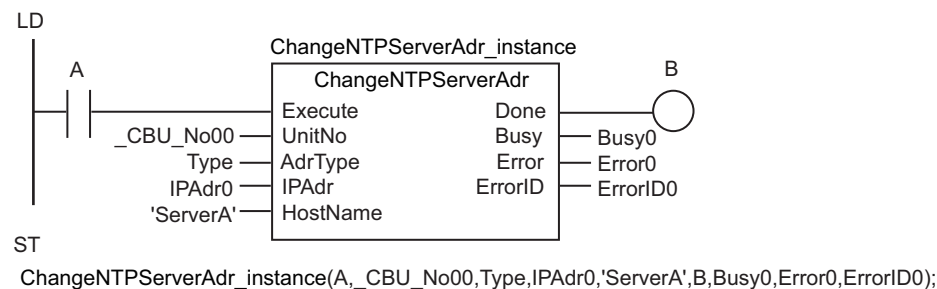 LD
ChangeNTPServerAdr_instance
A
ChangeNTPServerAdr
B
Execute Done
_CBU_No00 UnitNo Busy Busy0
Type AdrType Error Error0
IPAdr0 IPAdr ErrorID ErrorID0
'ServerA' HostName
ST
ChangeNTPServerAdr_instance(A,_CBU_No00,Type,IPAdr0,'ServerA',B,Busy0,Error0,ErrorID0);